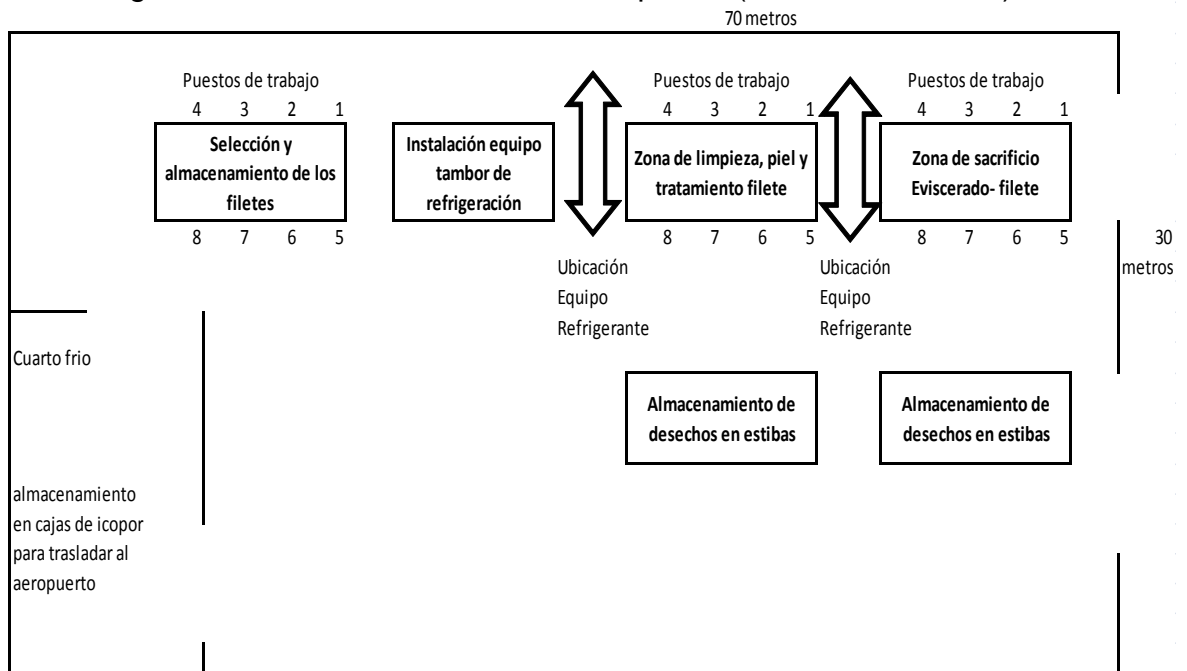 70 metros
Puestos de trabajo
4 3 2 1
Selección y
almacenamiento de los
filetes
8 7 6 5
Instalación equipo
tambor de
refrigeración
Ubicación
Equipo
Refrigerante
Puestos de trabajo
4 3 2 1
Zona de limpieza, piel y
tratamiento filete
8 7 6 5
Ubicación
Equipo
Refrigerante
Puestos de trabajo
4 3 2 1
Zona de sacrificio
Eviscerado- filete
8 7 6 5
30
metros
Cuarto frio
almacenamiento
en cajas de icopor
para trasladar al
aeropuerto
Almacenamiento de
desechos en estibas
Almacenamiento de
desechos en estibas